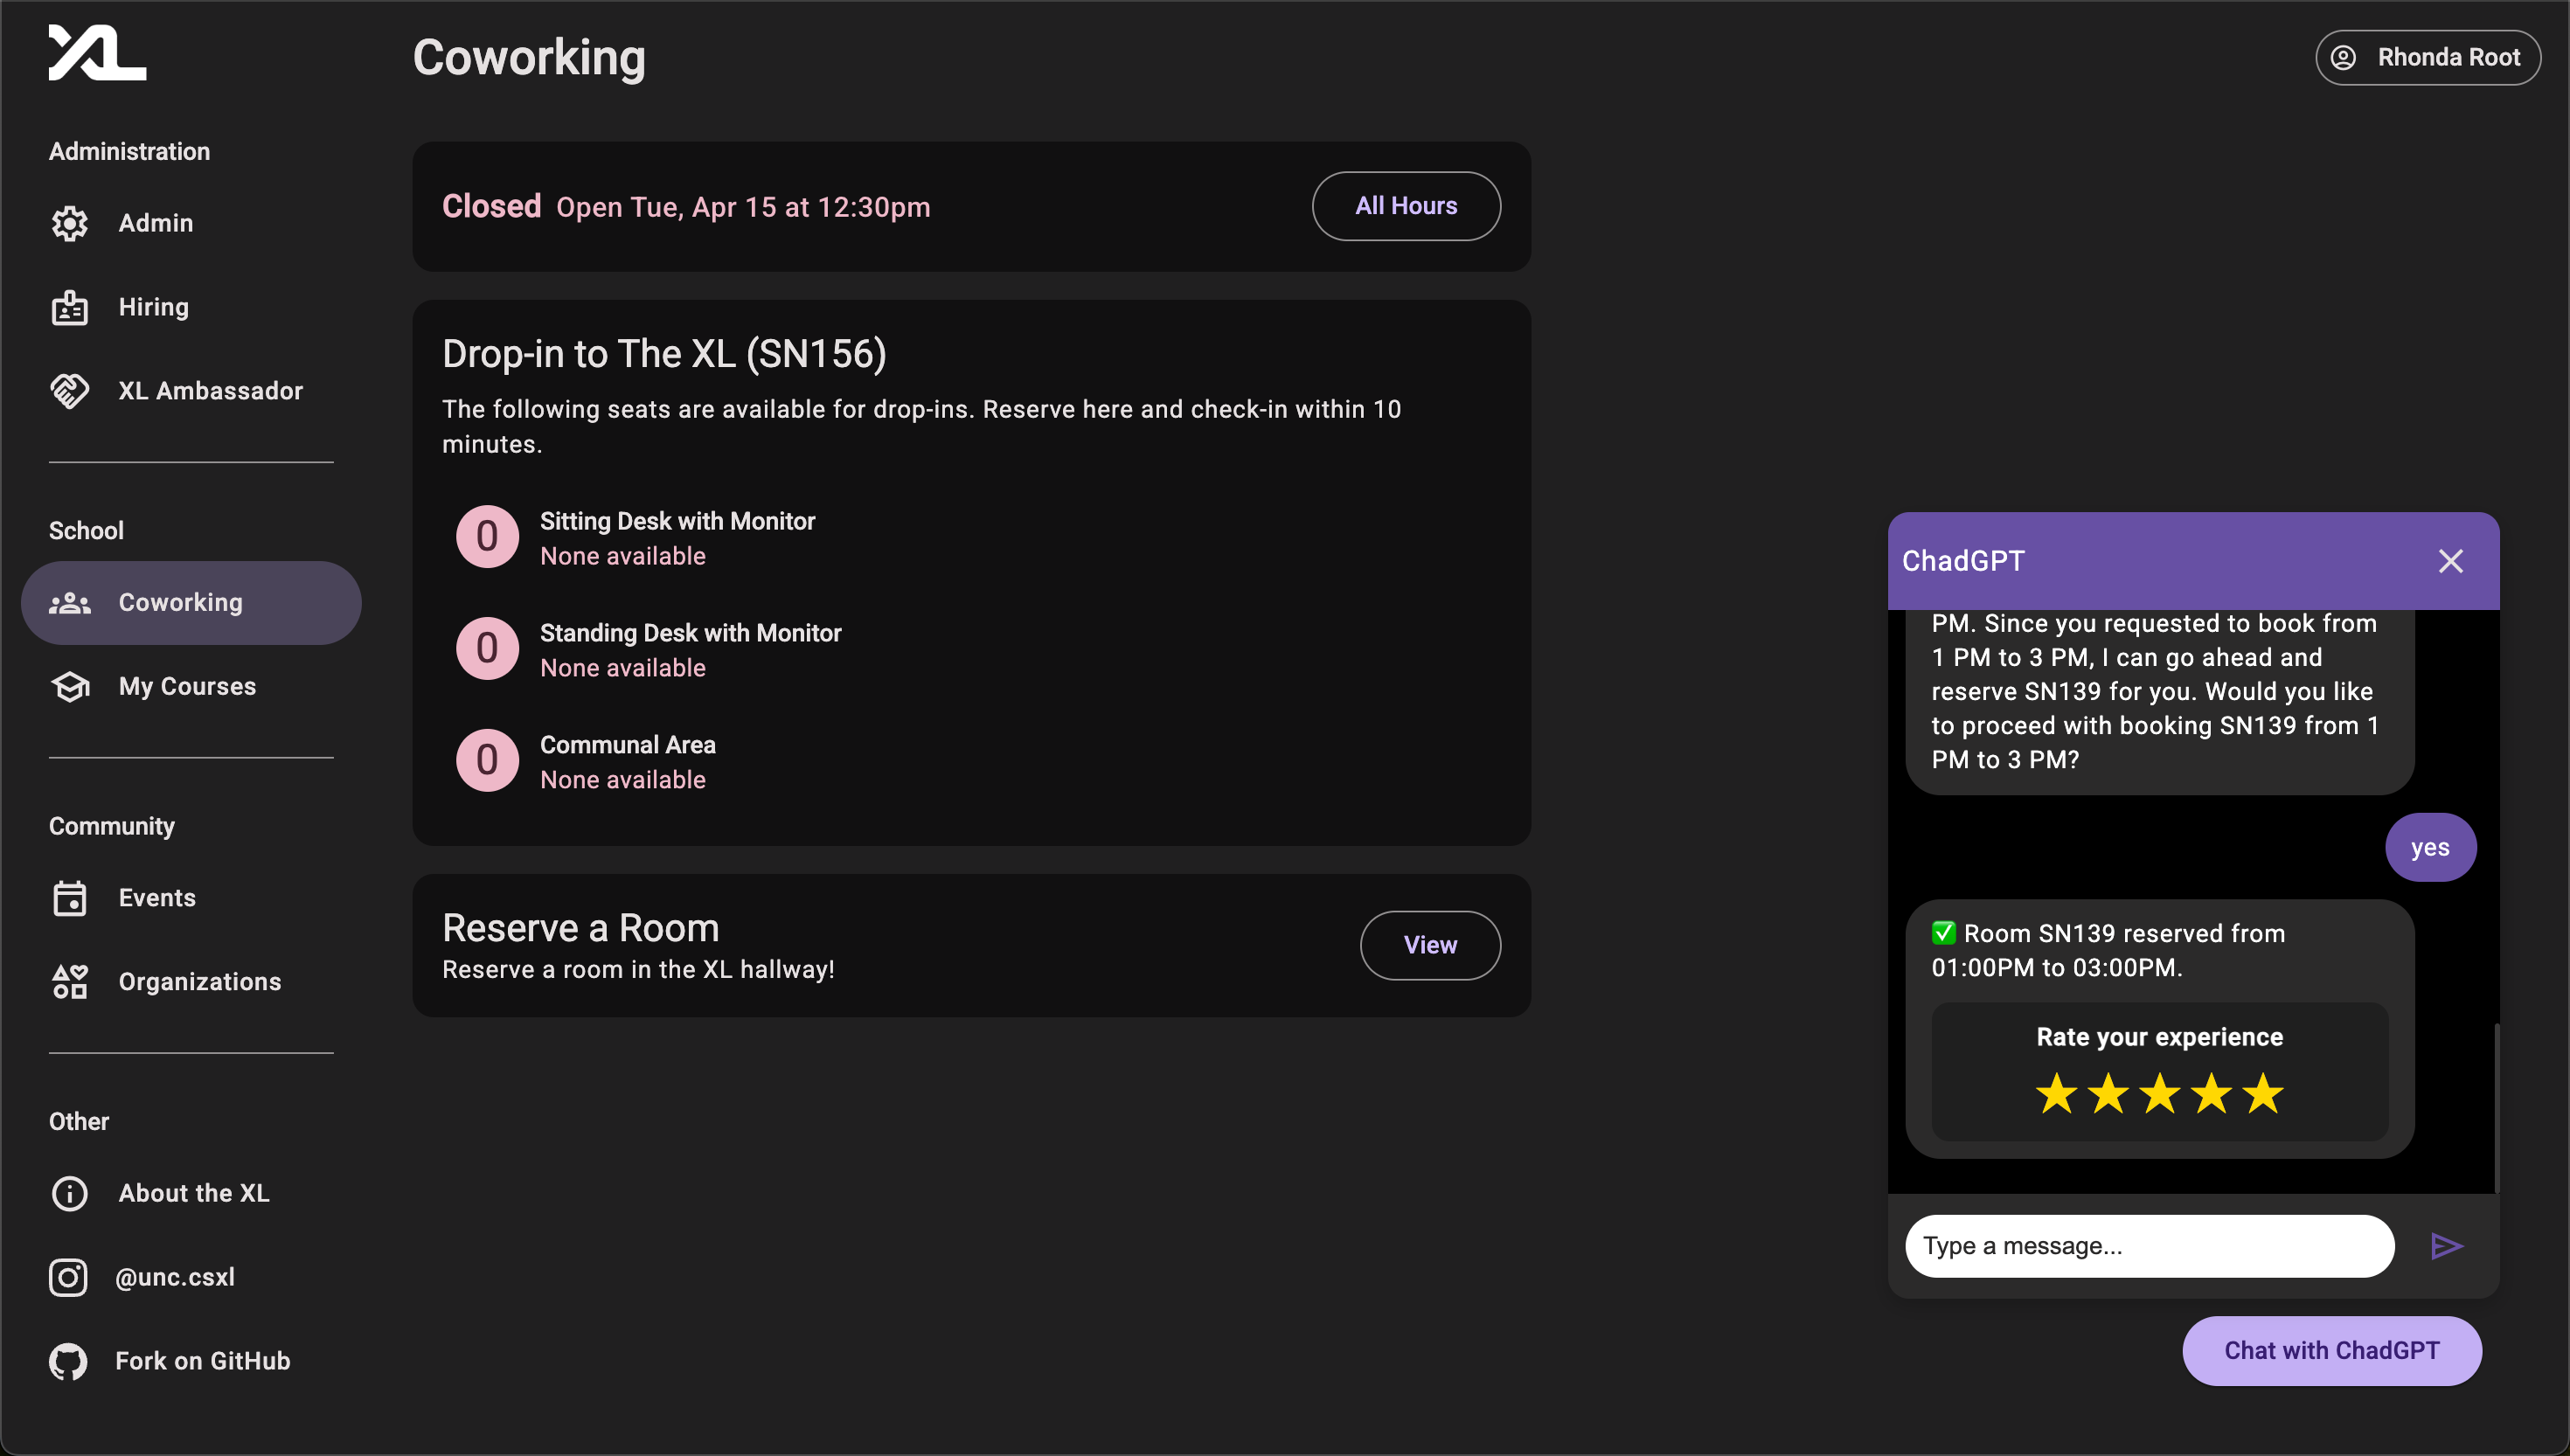 XL
Coworking
Rhonda Root
Administration
Admin
Hiring
XL Ambassador
School
Coworking
My Courses
Community
Events
Organizations
Other
About the XL
@unc.csxl
Fork on GitHub
Closed Open Tue, Apr 15 at 12:30pm
All Hours
Drop-in to The XL (SN156)
The following seats are available for drop-ins. Reserve here and check-in within 10
minutes.
0
Sitting Desk with Monitor
None available
0
Standing Desk with Monitor
None available
0
Communal Area
None available
Reserve a Room
Reserve a room in the XL hallway!
View
ChadGPT
PM. Since you requested to book from
1 PM to 3 PM, I can go ahead and
reserve SN139 for you. Would you like
to proceed with booking SN139 from 1
PM to 3 PM?
yes
✅ Room SN139 reserved from
01:00PM to 03:00PM.
Rate your experience
Type a message...
Chat with ChadGPT